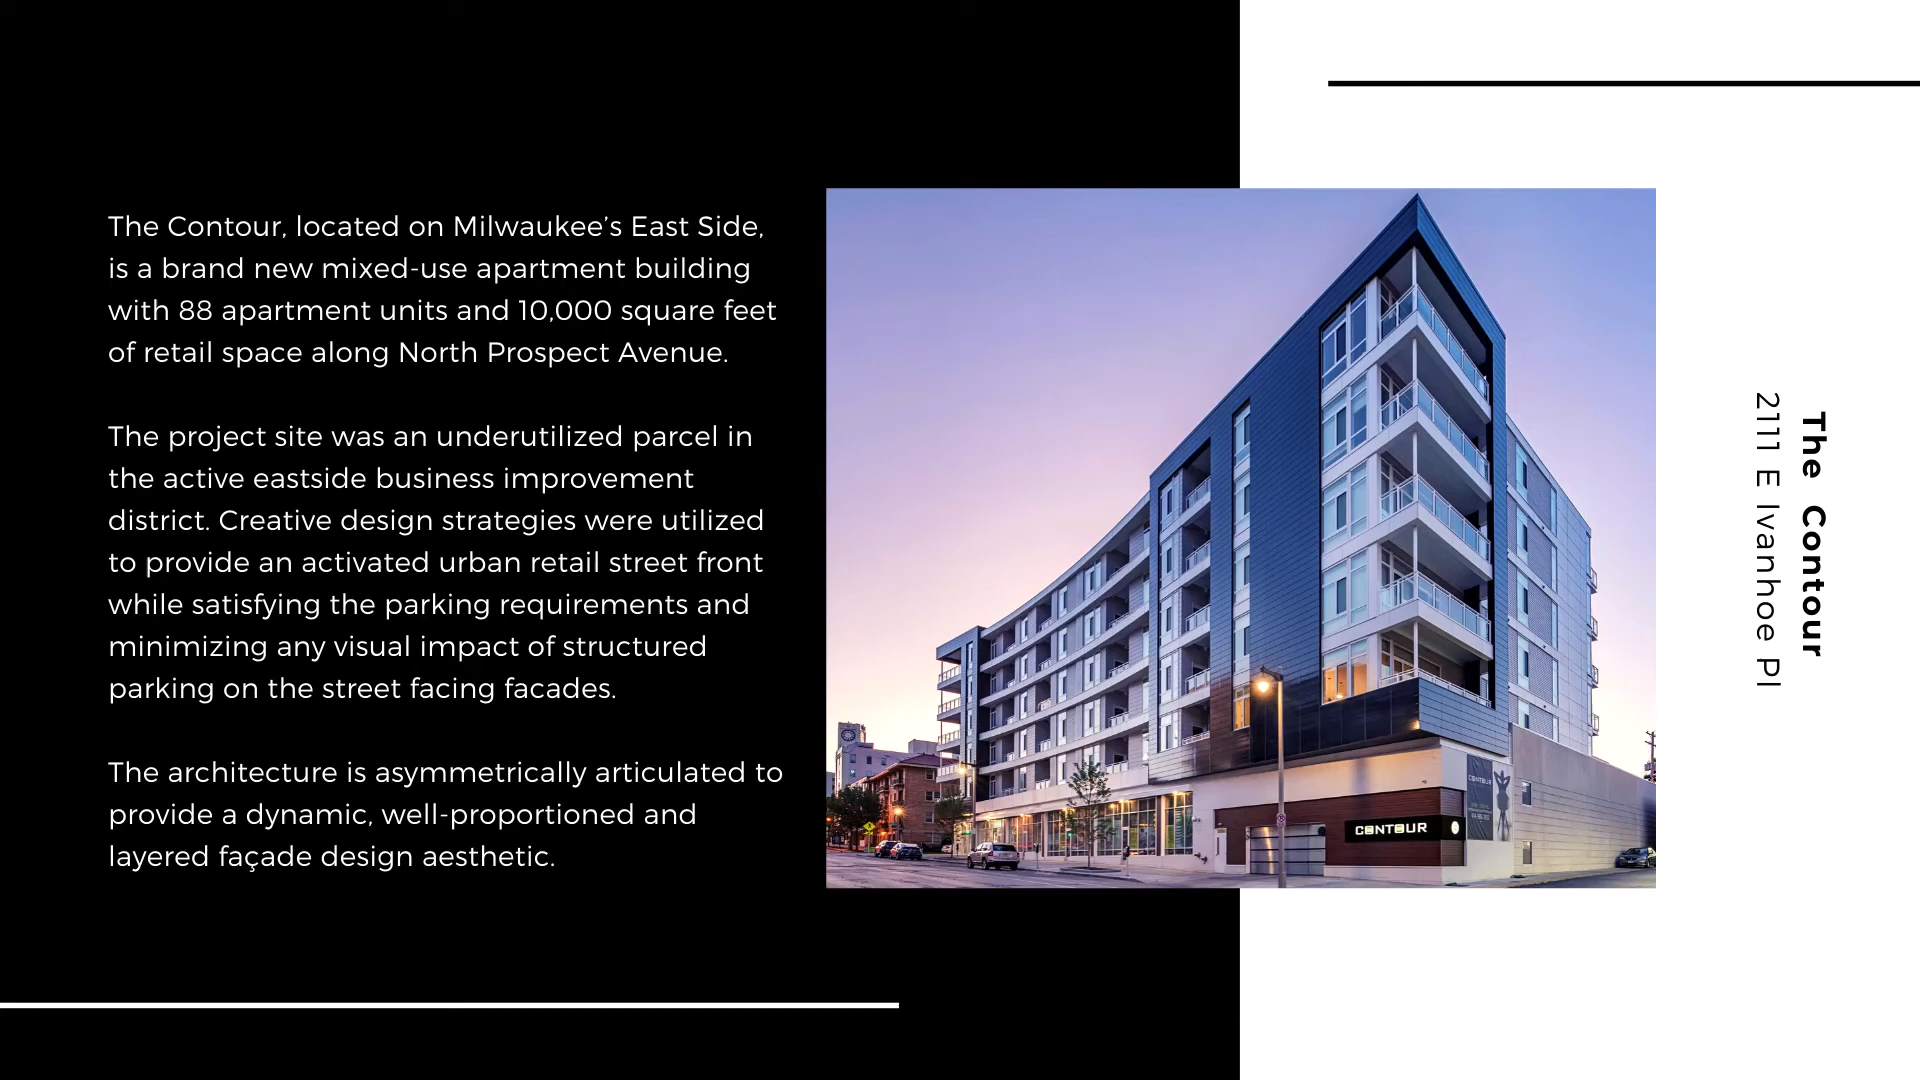 The Contour, located on Milwaukee’s East Side,
is a brand new mixed-use apartment building
with 88 apartment units and 10,000 square feet
of retail space along North Prospect Avenue.
The project site was an underutilized parcel in
the active eastside business improvement
district. Creative design strategies were utilized
to provide an activated urban retail street front
while satisfying the parking requirements and
minimizing any visual impact of structured
parking on the street facing facades.
The architecture is asymmetrically articulated to
provide a dynamic, well-proportioned and
layered façade design aesthetic.
CONTOUR
CONTOUR
The Contour
2111 E Ivanhoe Pl